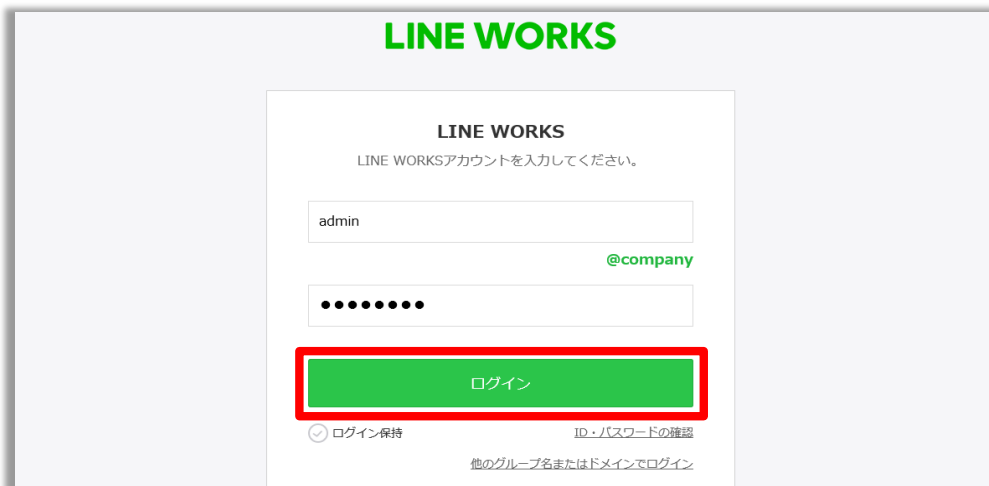 LINE WORKS
LINE WORKS
LINE WORKSアカウントを入力してください。
admin
@company
●●●●●●●●
ログイン
ログイン保持
ID・パスワードの確認
他のグループ名またはドメインでログイン